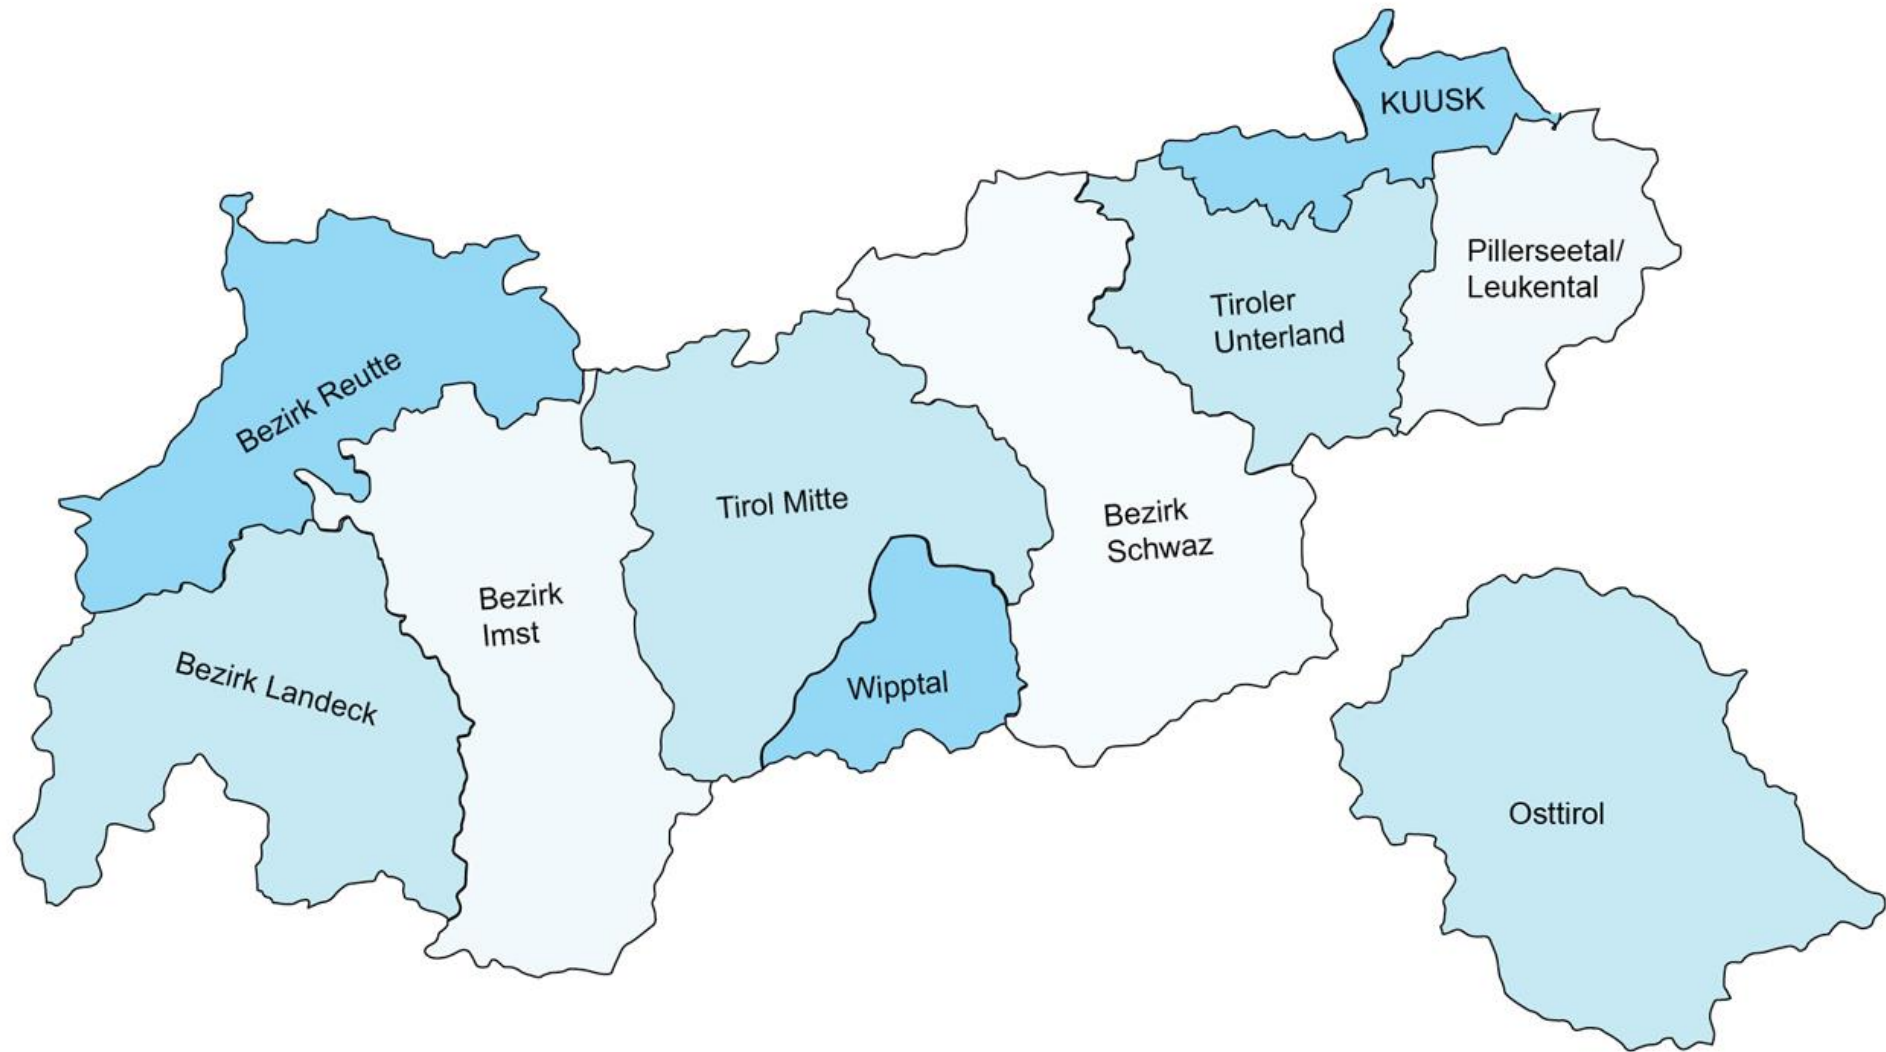 KUUSK
Pillerseetal/
Leukental
Tiroler
Unterland
Bezirk Reutte
Tirol Mitte
Bezirk
Schwaz
Bezirk
Imst
Bezirk Landeck
Wipptal
Osttirol